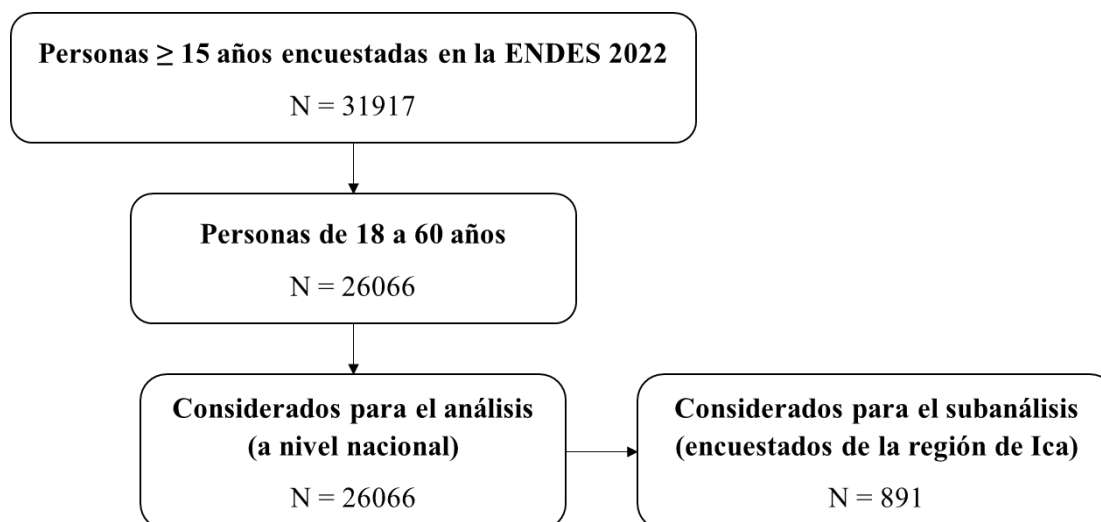 Personas ≥ 15 años encuestadas en la ENDES 2022
N = 31917
Personas de 18 a 60 años
N = 26066
Considerados para el análisis
(a nivel nacional)
N = 26066
Considerados para el subanálisis
(encuestados de la región de Ica)
N = 891